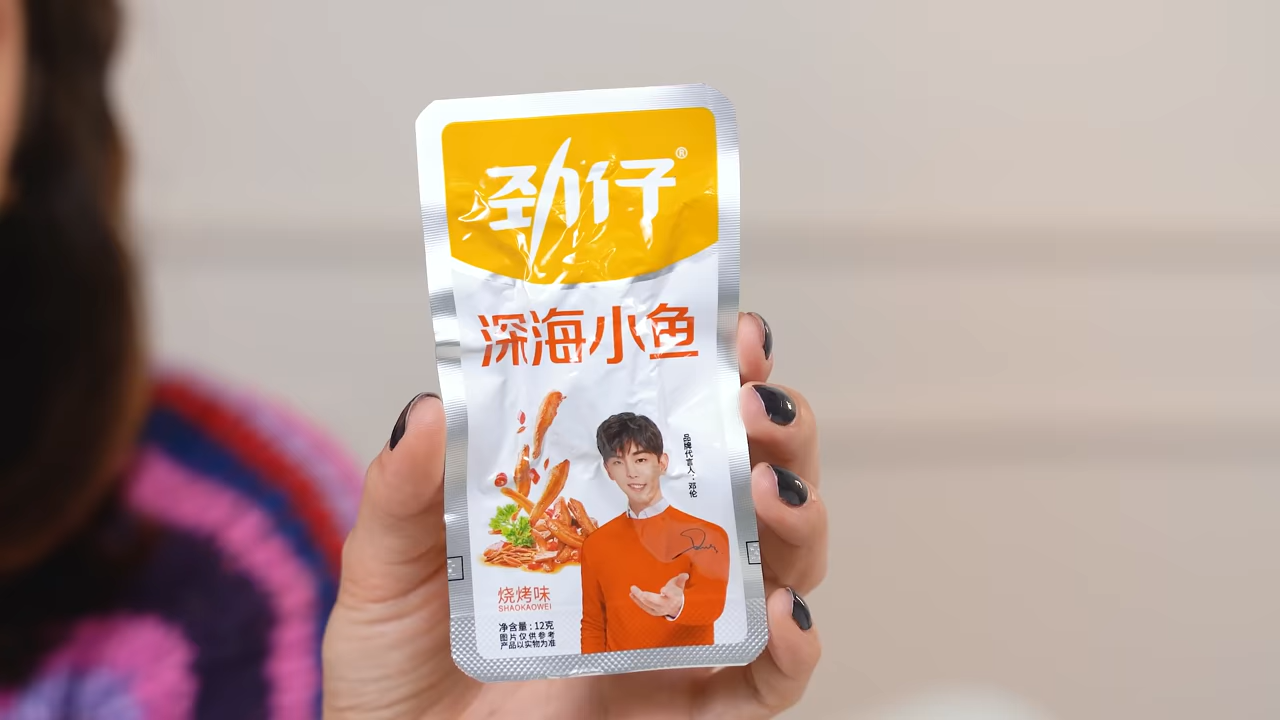 劲仔®
深海小鱼
品牌代言人：邓伦
烧烤味
SHAOKAOWEI
净含量：12克
图片仅供参考
产品以实物为准